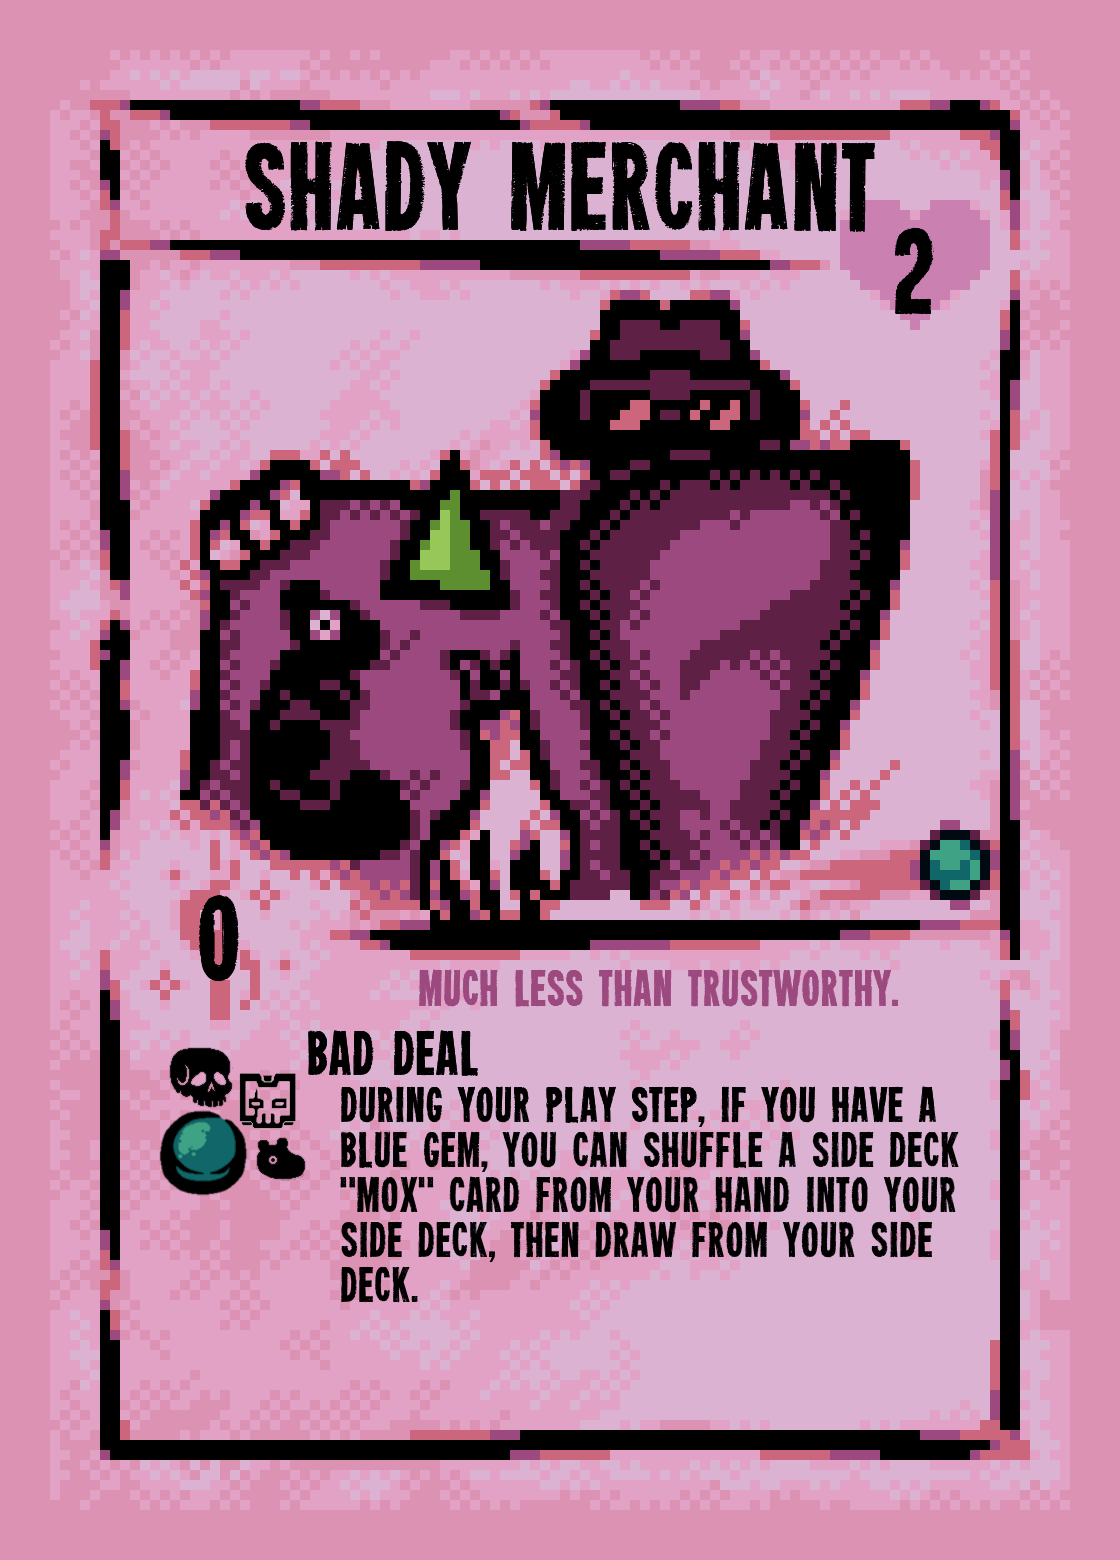 SHADY MERCHANT
2
0
MUCH LESS THAN TRUSTWORTHY.
BAD DEAL
DURING YOUR PLAY STEP, IF YOU HAVE A
BLUE GEM, YOU CAN SHUFFLE A SIDE DECK
"MOX" CARD FROM YOUR HAND INTO YOUR
SIDE DECK, THEN DRAW FROM YOUR SIDE
DECK.